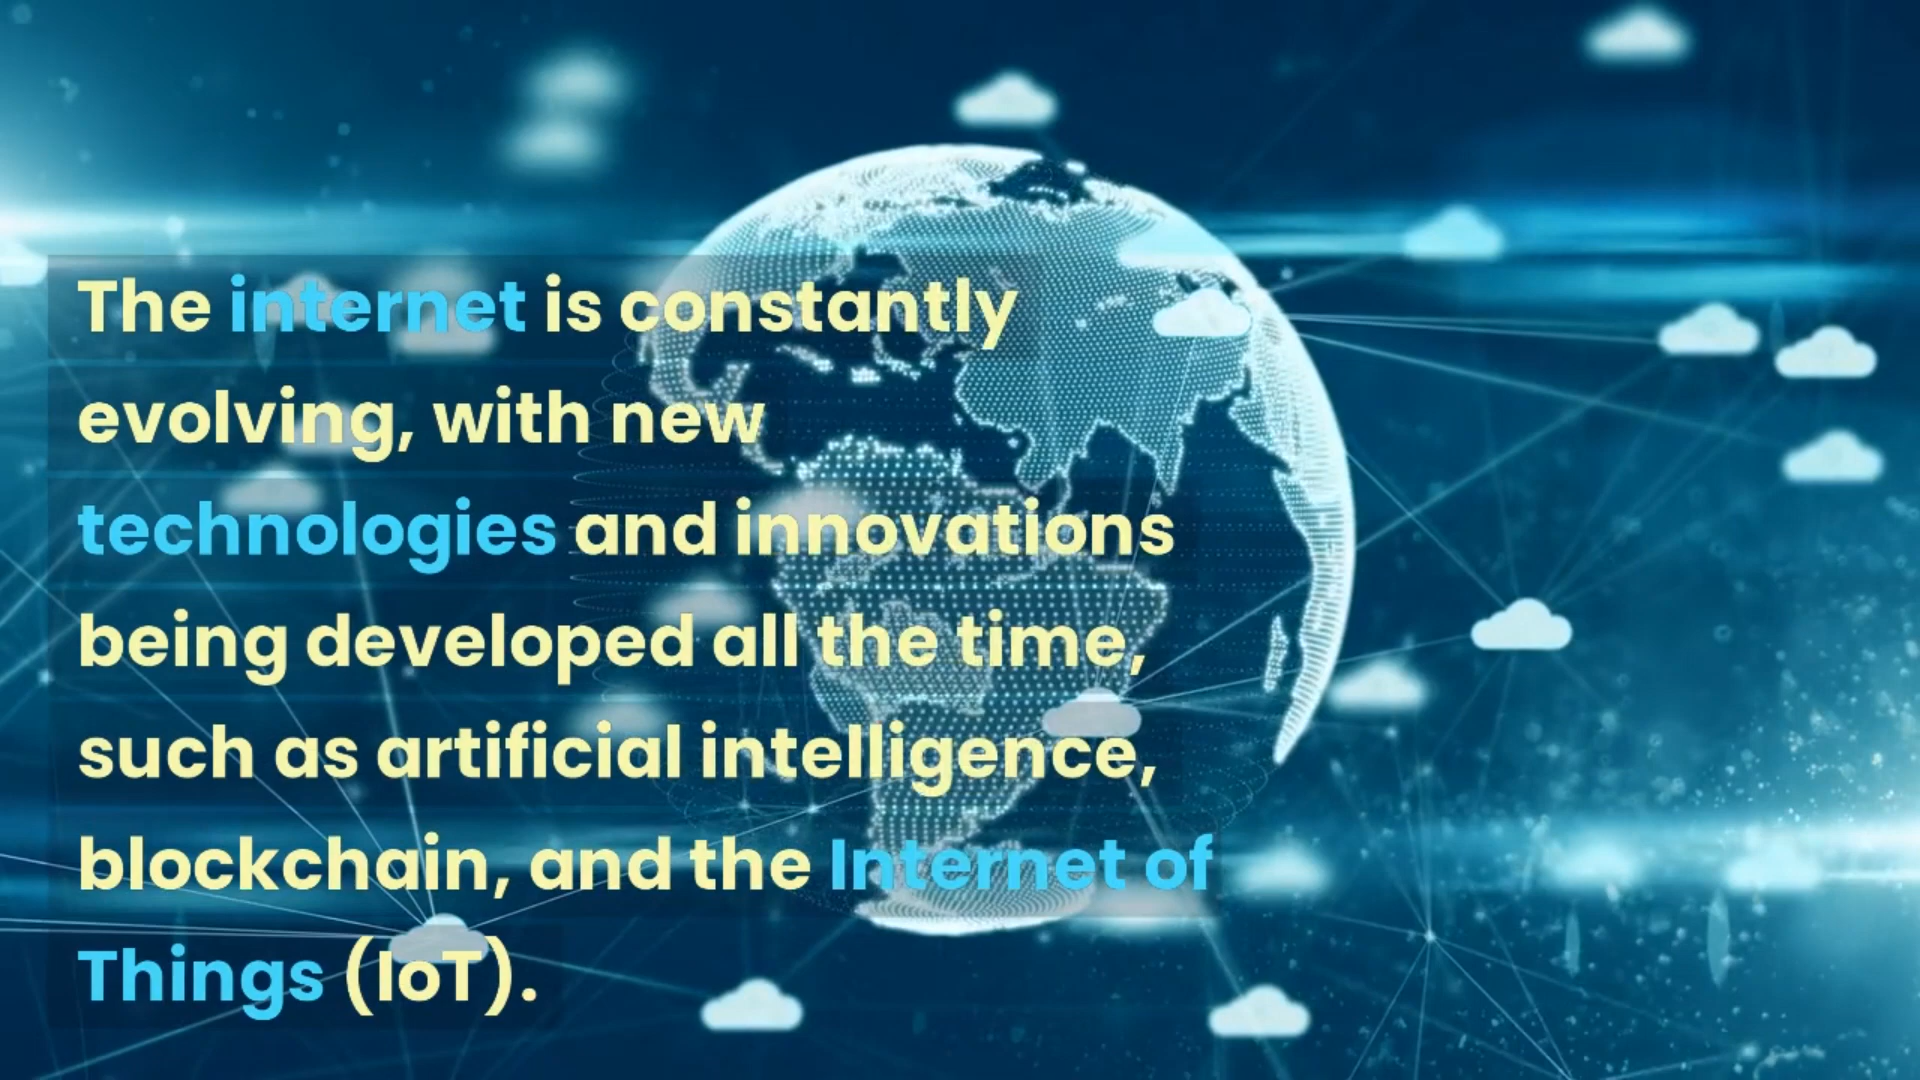 The internet is constantly
evolving, with new
technologies and innovations
being developed all the time,
such as artificial intelligence,
blockchain, and the Internet of
Things (IoT).